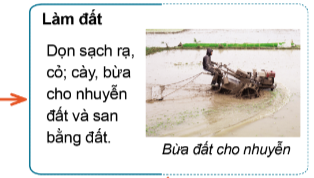 Làm đất
Dọn sạch rạ,
cỏ; cày, bừa
cho nhuyễn
đất và san
bằng đất.
Bừa đất cho nhuyễn